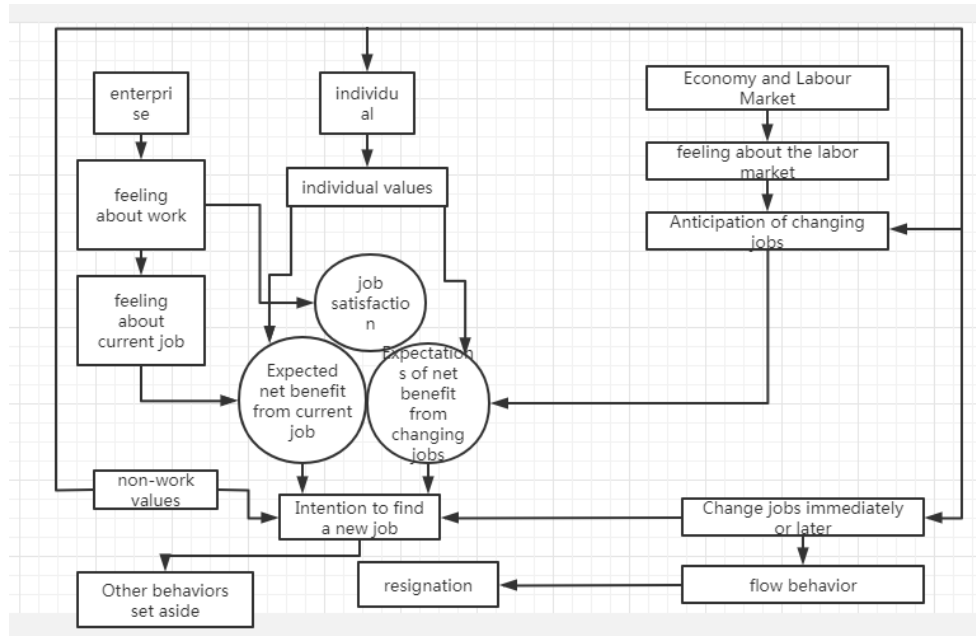 enterpri
se
individu
al
Economy and Labour
Market
feeling about the labor
market
feeling
about work
individual values
Anticipation of changing
jobs
job
satisfactio
n
feeling
about
current job
Expected
net benefit
from current
job
Expectation
s of net
benefit
from
changing
jobs
non-work
values
Intention to find
a new job
Change jobs immediately
or later
Other behaviors
set aside
resignation
flow behavior